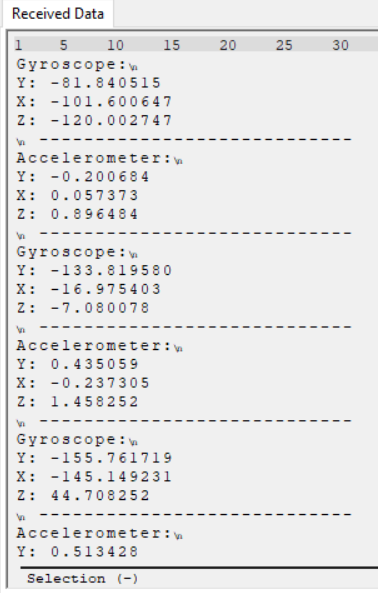 Received Data
1 5 10 15 20 25 30
Gyroscope:\n
Y: -81.840515
X: -101.600647
Z: -120.002747
\n ----------------------------
Accelerometer:\n
Y: -0.200684
X: 0.057373
Z: 0.896484
\n ----------------------------
Gyroscope:\n
Y: -133.819580
X: -16.975403
Z: -7.080078
\n ----------------------------
Accelerometer:\n
Y: 0.435059
X: -0.237305
Z: 1.458252
\n ----------------------------
Gyroscope:\n
Y: -155.761719
X: -145.149231
Z: 44.708252
\n ----------------------------
Accelerometer:\n
Y: 0.513428
Selection (-)